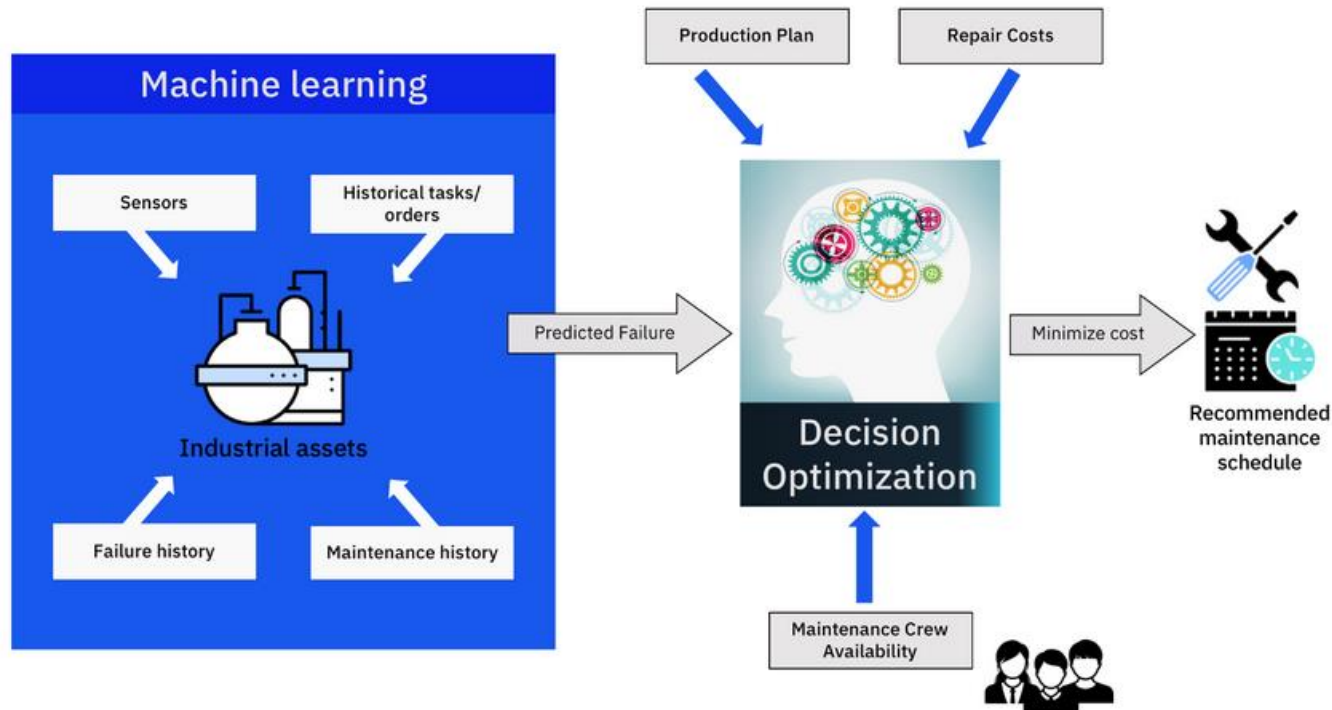 Production Plan
Repair Costs
Machine learning
Sensors
Historical tasks/
orders
Industrial assets
Failure history
Maintenance history
Predicted Failure
Decision
Optimization
Minimize cost
Recommended
maintenance
schedule
Maintenance Crew
Availability